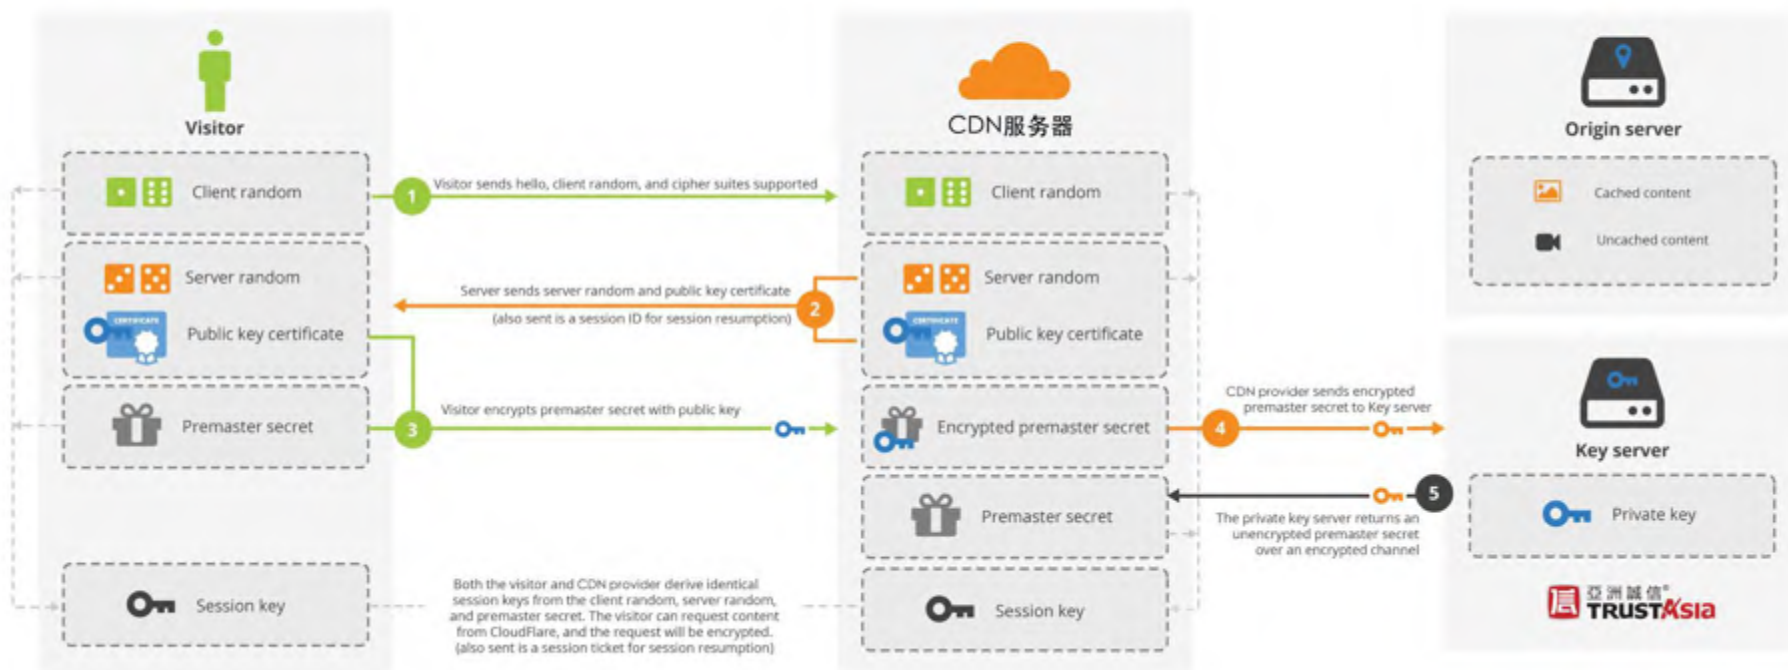 Visitor
Client random
Server random
CERTIFICATE
Public key certificate
Premaster secret
Session key
1
Visitor sends hello, client random, and cipher suites supported
Server sends server random and public key certificate
2
(also sent is a session ID for session resumption)
Visitor encrypts premaster secret with public key
3
Both the visitor and CDN provider derive identical
session keys from the client random, server random,
and premaster secret. The visitor can request content
from CloudFlare, and the request will be encrypted.
(also sent is a session ticket for session resumption)
CDN服务器
Client random
Server random
CERTIFICATE
Public key certificate
Encrypted premaster secret
Premaster secret
Session key
CDN provider sends encrypted
premaster secret to Key server
4
5
The private key server returns an
unencrypted premaster secret
over an encrypted channel
Origin server
Cached content
Uncached content
Key server
Private key
亞洲誠信®
TRUSTAsia